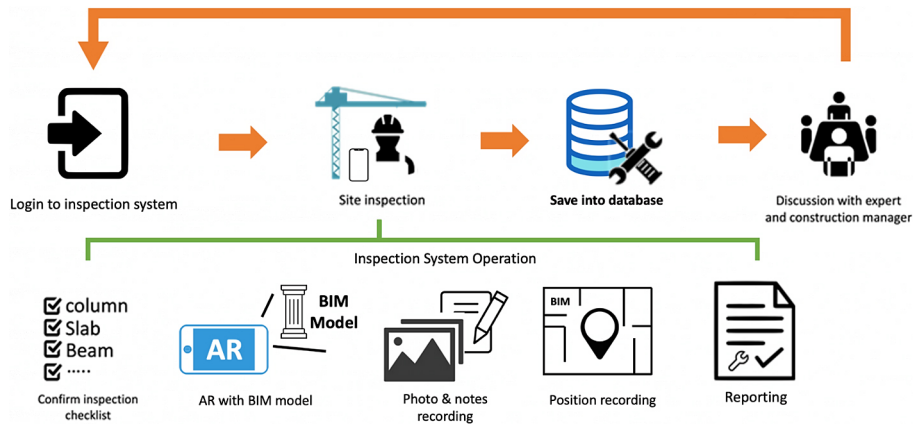 Login to inspection system
Site inspection
Save into database
Discussion with expert
and construction manager
Inspection System Operation
column
Slab
Beam
.....
Confirm inspection
checklist
AR
BIM
Model
AR with BIM model
Photo & notes
recording
BIM
Position recording
Reporting